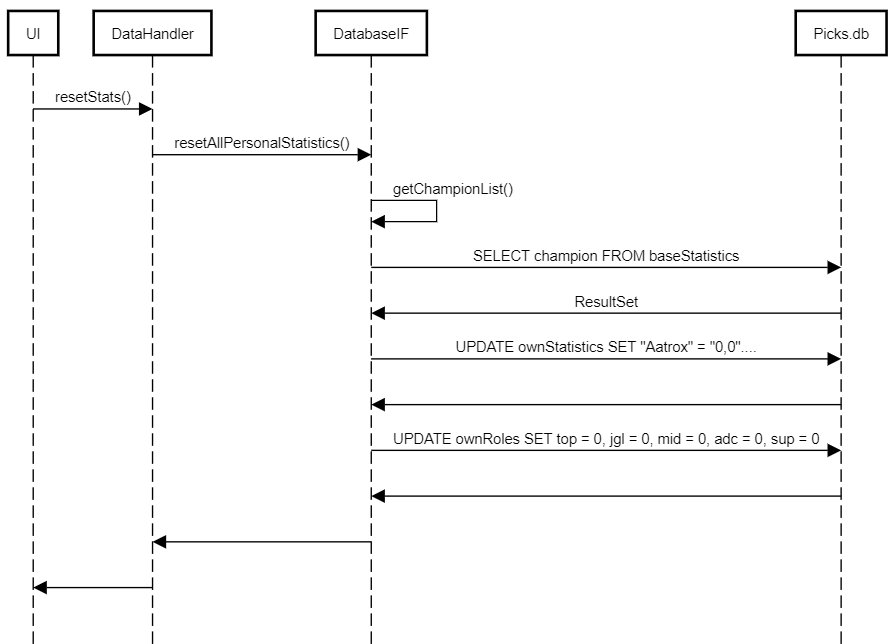 UI
DataHandler
DatabaseIF
Picks.db
resetStats()
resetAllPersonalStatistics()
getChampionList()
SELECT champion FROM baseStatistics
ResultSet
UPDATE ownStatistics SET "Aatrox" = "0,0"....
UPDATE ownRoles SET top = 0, jgl = 0, mid = 0, adc = 0, sup = 0